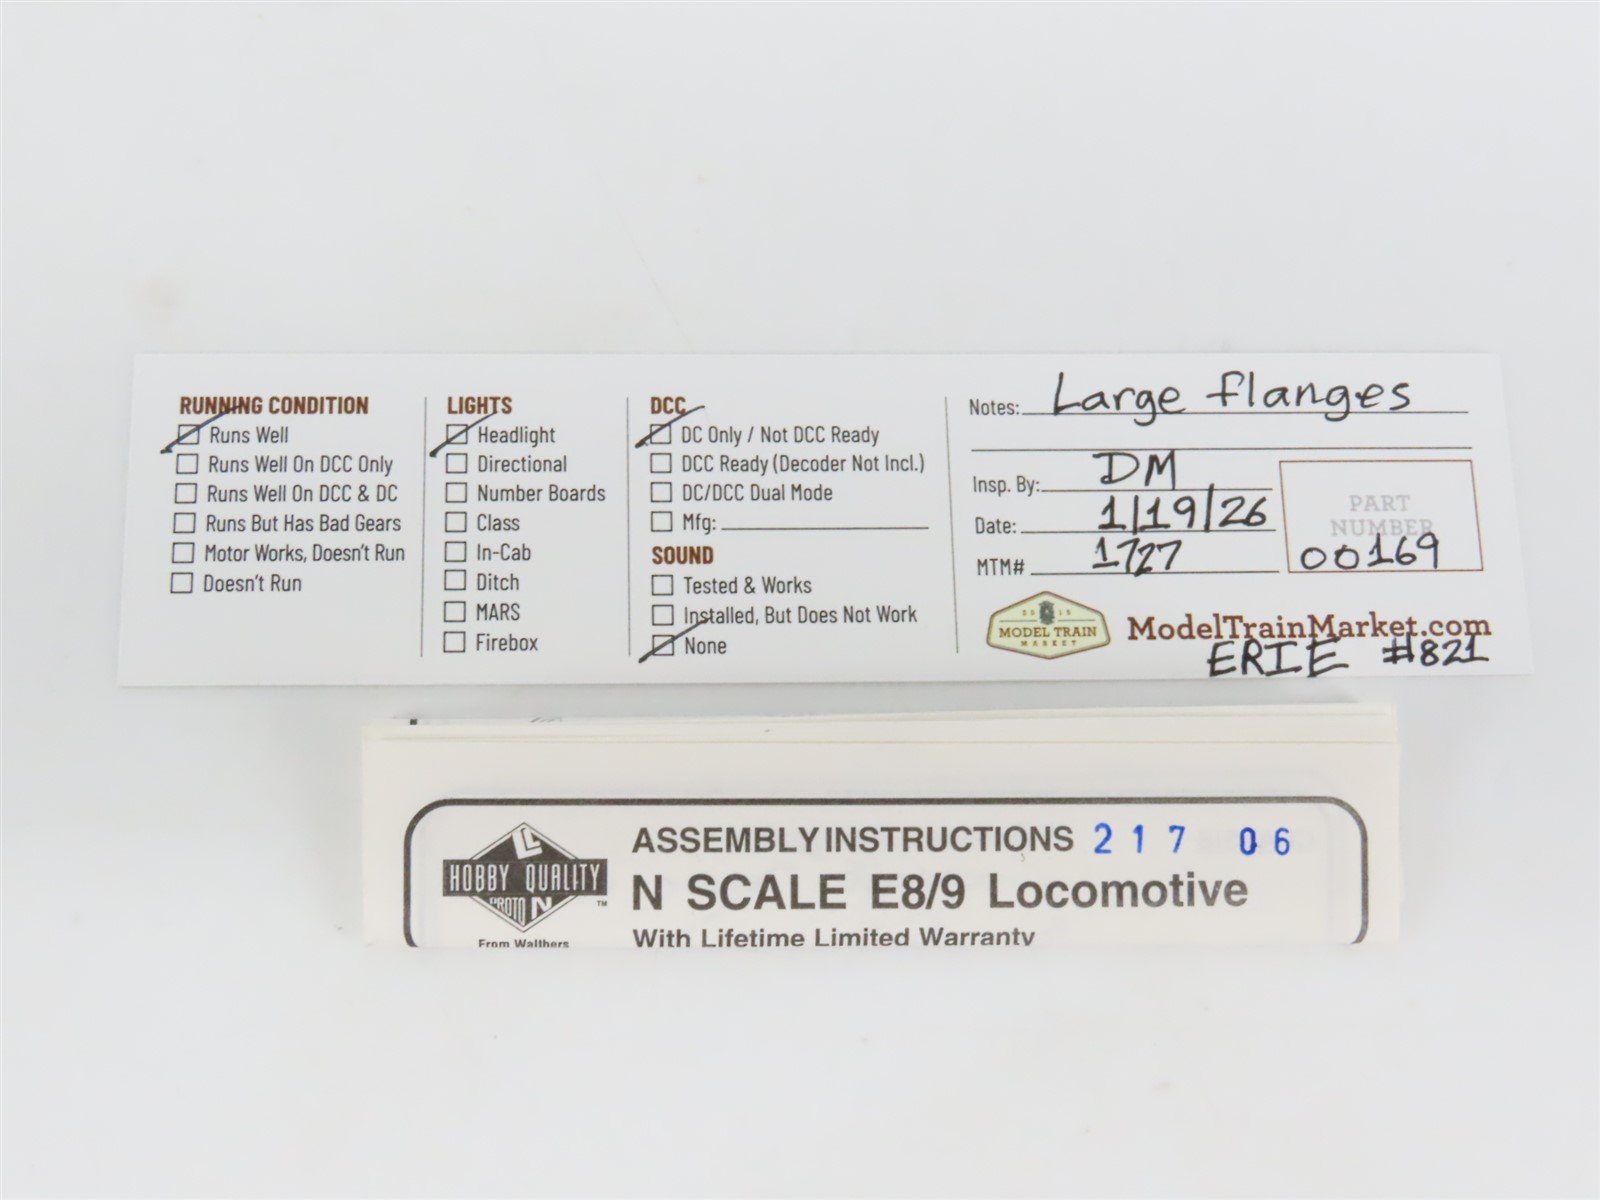 RUNNING CONDITION
Runs Well
Runs Well On DCC Only
Runs Well On DCC & DC
Runs But Has Bad Gears
Motor Works, Doesn't Run
Doesn't Run
LIGHTS
Headlight
Directional
Number Boards
Class
In-Cab
Ditch
MARS
Firebox
DCC
DC Only / Not DCC Ready
DCC Ready (Decoder Not Incl.)
DC/DCC Dual Mode
Mfg:
SOUND
Tested & Works
Installed, But Does Not Work
None
Notes: Large flanges
Insp. By: DM
Date: 1/19/26
MTM# 1727
PART
NUMBER
00169
2015
MODEL TRAIN
MARKET
ModelTrainMarket.com
ERIE #821
HOBBY QUALITY
PROTO N ™
From Walthers
ASSEMBLY INSTRUCTIONS 217 06
N SCALE E8/9 Locomotive
With Lifetime Limited Warranty